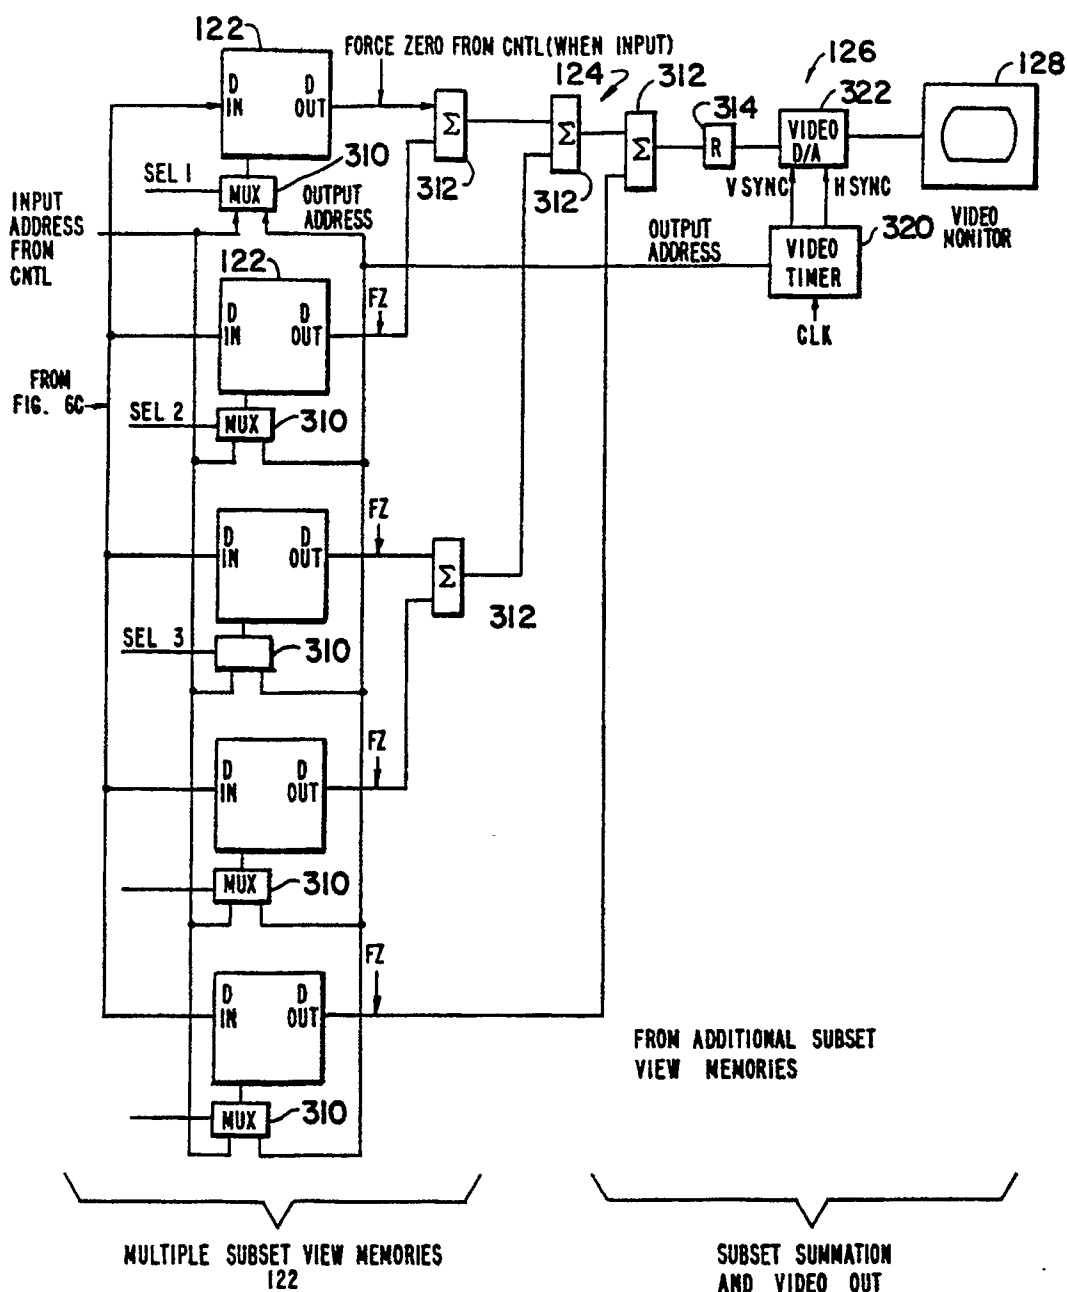 122
FORCE ZERO FROM CNTL(WHEN INPUT)
D
IN
D
OUT
Σ
312
124
Σ
312
312
Σ
314
R
126
322
VIDEO
D/A
128
V SYNC
H SYNC
VIDEO
MONITOR
320
VIDEO
TIMER
CLK
OUTPUT
ADDRESS
SEL 1
MUX
310
OUTPUT
ADDRESS
INPUT
ADDRESS
FROM
CNTL
122
D
IN
D
OUT
FZ
FROM
FIG. 6C
SEL 2
MUX
310
D
IN
D
OUT
FZ
Σ
312
SEL 3
310
D
IN
D
OUT
FZ
MUX
310
D
IN
D
OUT
FZ
MUX
310
FROM ADDITIONAL SUBSET
VIEW MEMORIES
MULTIPLE SUBSET VIEW MEMORIES
122
SUBSET SUMMATION
AND VIDEO OUT